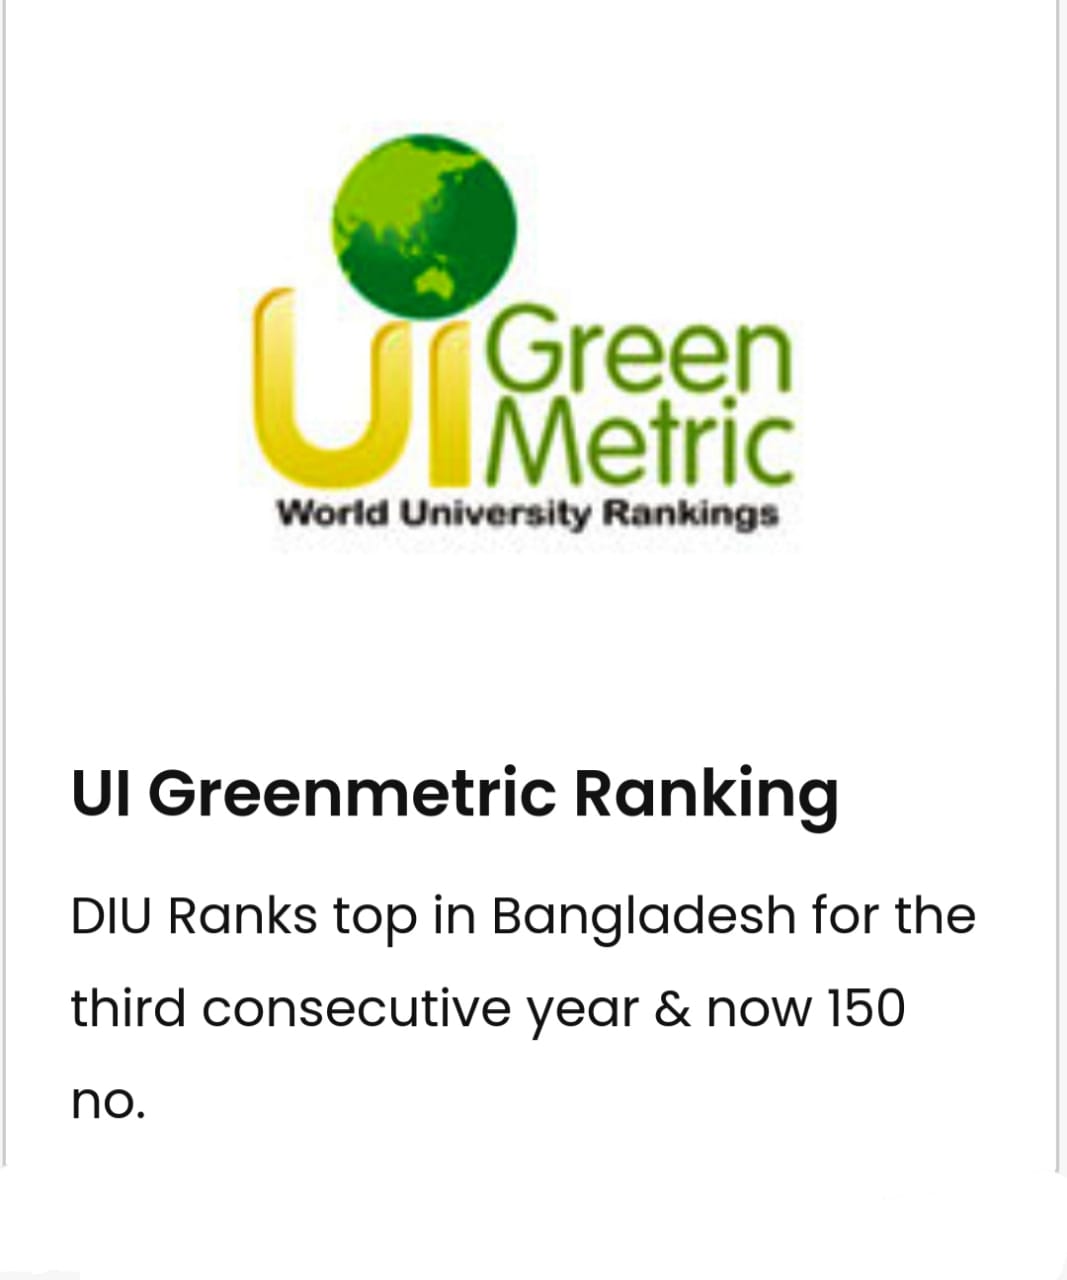 UI Green
Metric
World University Rankings
UI Greenmetric Ranking
DIU Ranks top in Bangladesh for the
third consecutive year & now 150
no.